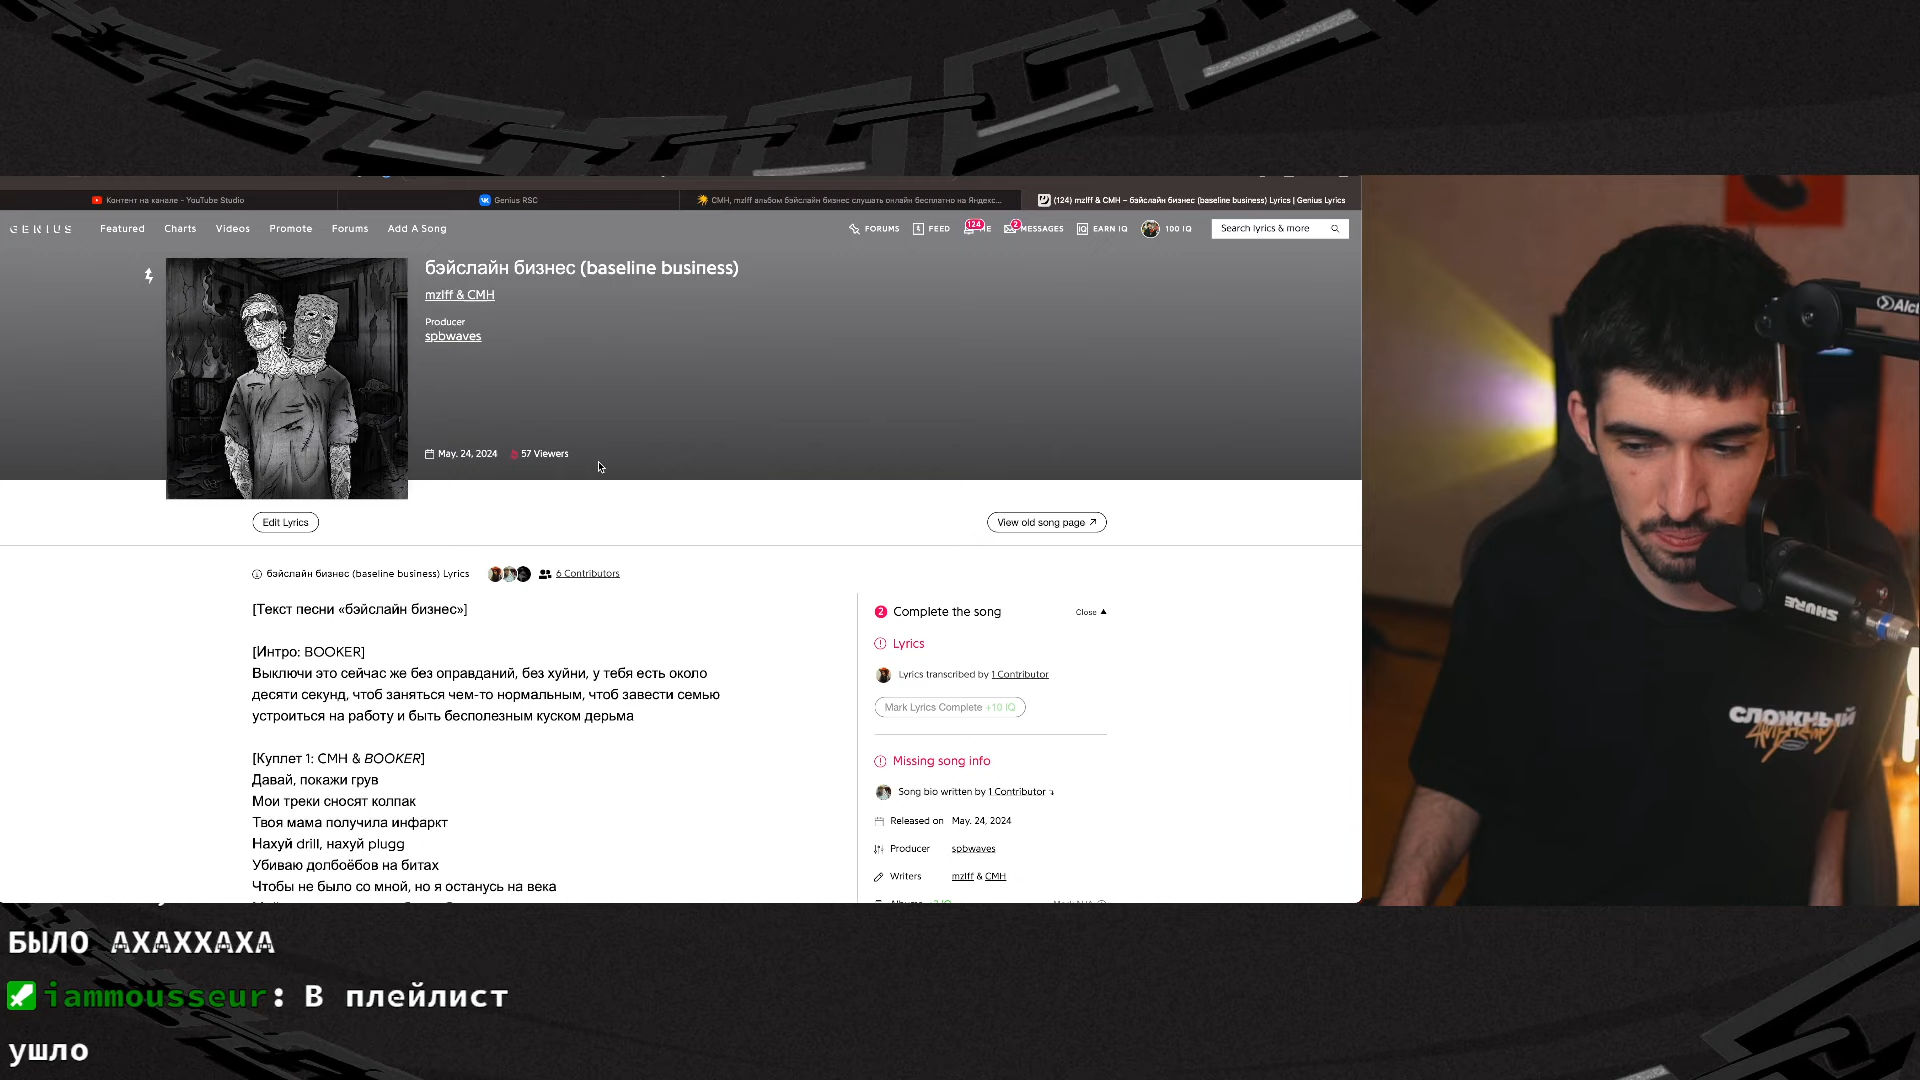 Контент на канале - YouTube Studio
Genius RSC
СМН, mzlff альбом бэйслайн бизнес слушать онлайн бесплатно на Яндекс...
(124) mzlff & CMH – бэйслайн бизнес (baseline business) Lyrics | Genius Lyrics
GENIUS
Featured
Charts
Videos
Promote
Forums
Add A Song
FORUMS
FEED
124
ME
2
MESSAGES
EARN IQ
100 IQ
Search lyrics & more
бэйслайн бизнес (baseline business)
mzlff & CMH
Producer
spbwaves
May. 24, 2024
57 Viewers
Edit Lyrics
View old song page
бэйслайн бизнес (baseline business) Lyrics
6 Contributors
[Текст песни «бэйслайн бизнес»]
[Интро: BOOKER]
Выключи это сейчас же без оправданий, без хуйни, у тебя есть около
десяти секунд, чтоб заняться чем-то нормальным, чтоб завести семью
устроиться на работу и быть бесполезным куском дерьма
[Куплет 1: CMH & BOOKER]
Давай, покажи грув
Мои треки сносят колпак
Твоя мама получила инфаркт
Нахуй drill, нахуй plugg
Убиваю долбоёбов на битах
Чтобы не было со мной, но я останусь на века
2 Complete the song
Close
Lyrics
Lyrics transcribed by 1 Contributor
Mark Lyrics Complete +10 IQ
Missing song info
Song bio written by 1 Contributor
Released on May. 24, 2024
Producer spbwaves
Writers mzlff & CMH
SHURE
СЛОЖНЫЙ
БЫЛО АХАХХАХА
iammousseur: В плейлист
ушло